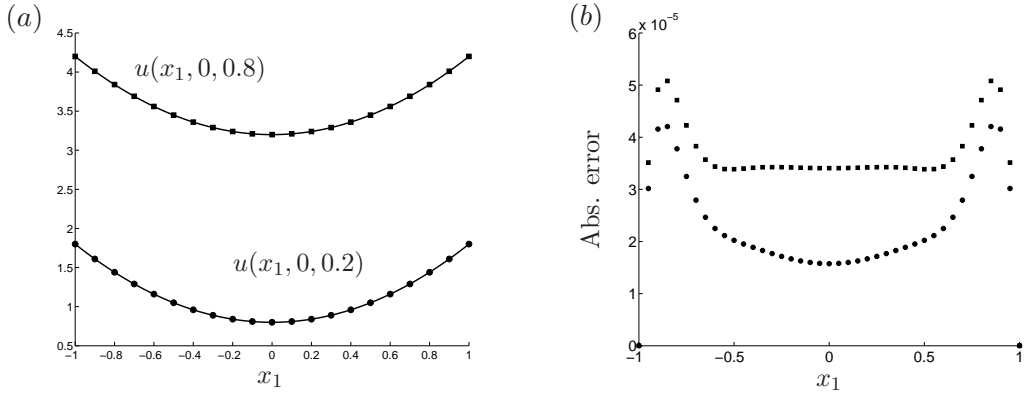 (a)
4.5
4
3.5
3
2.5
2
1.5
1
0.5
u(x₁, 0, 0.8)
u(x₁, 0, 0.2)
−1 −0.8 −0.6 −0.4 −0.2 0 0.2 0.4 0.6 0.8 1
x₁
(b)
x 10⁻⁵
6
5
4
3
2
1
0
Abs. error
−1 −0.5 0 0.5 1
x₁